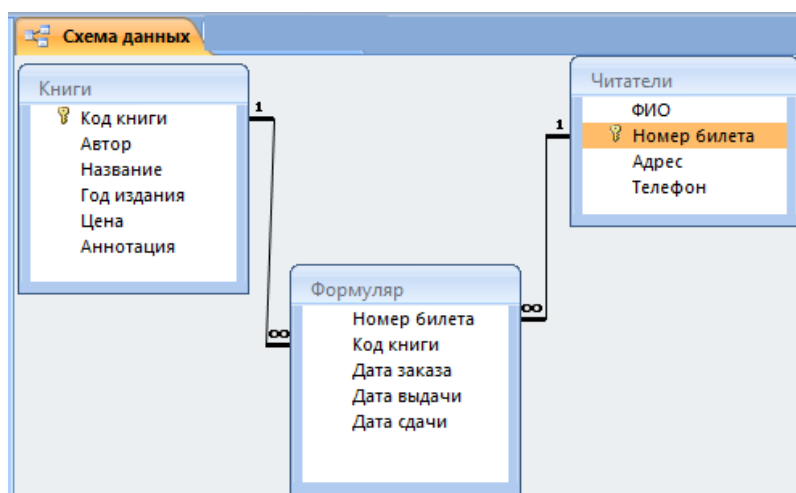 Схема данных
Книги
Код книги
Автор
Название
Год издания
Цена
Аннотация
1
∞
Формуляр
Номер билета
Код книги
Дата заказа
Дата выдачи
Дата сдачи
∞
1
Читатели
ФИО
Номер билета
Адрес
Телефон